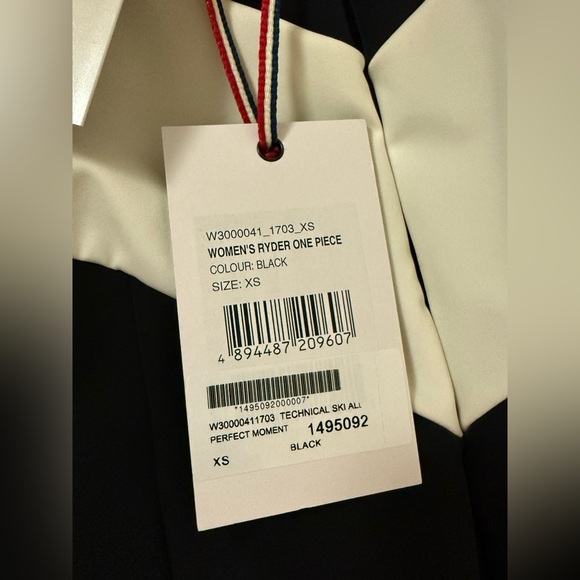 W3000041_1703_XS
WOMEN'S RYDER ONE PIECE
COLOUR: BLACK
SIZE: XS
4 894487 209607
*1495092000007*
W30000411703 TECHNICAL SKI ALL
PERFECT MOMENT 1495092
XS BLACK